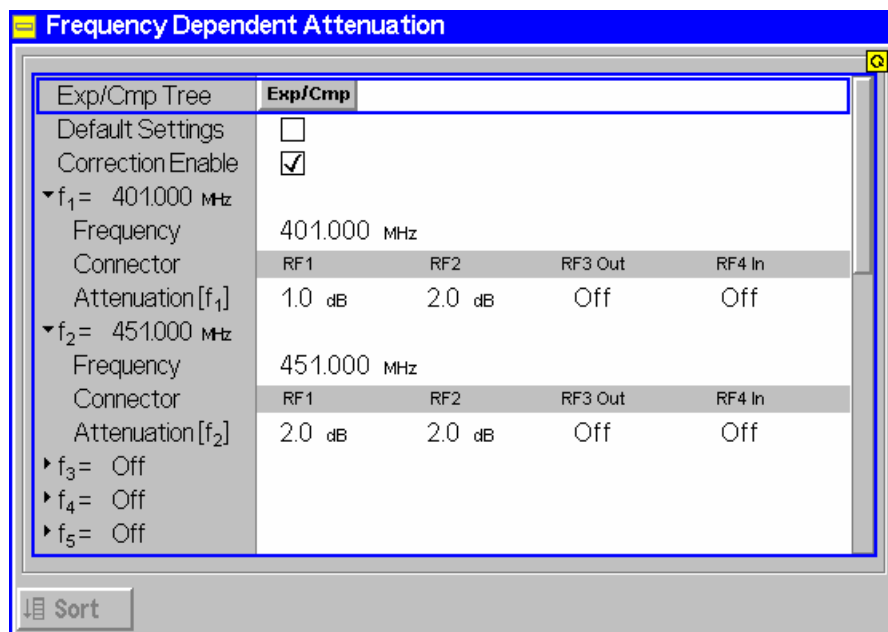 Frequency Dependent Attenuation
Exp/Cmp Tree Exp/Cmp
Default Settings
Correction Enable
f₁= 401.000 MHz
Frequency 401.000 MHz
Connector RF1 RF2 RF3 Out RF4 In
Attenuation [f₁] 1.0 dB 2.0 dB Off Off
f₂= 451.000 MHz
Frequency 451.000 MHz
Connector RF1 RF2 RF3 Out RF4 In
Attenuation [f₂] 2.0 dB 2.0 dB Off Off
f₃= Off
f₄= Off
f₅= Off
Sort